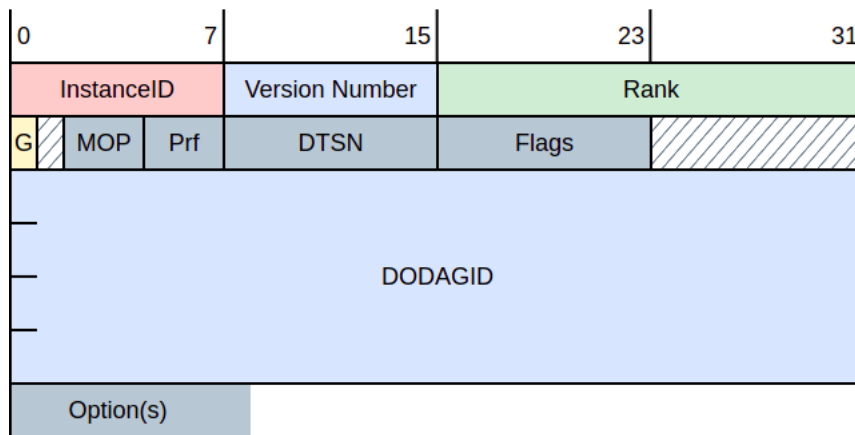 0 7 15 23 31
InstanceID Version Number Rank
G MOP Prf DTSN Flags
DODAGID
Option(s)